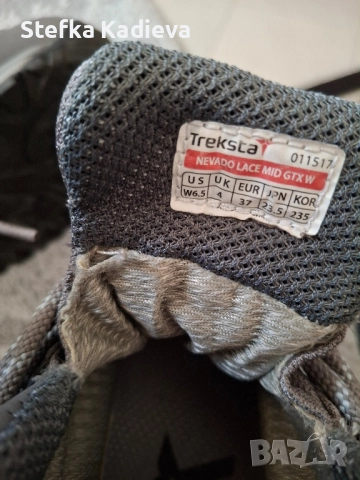 Stefka Kadieva
Treksta 011517
NEVADO LACE MID GTX W
US UK EUR JPN KOR
W6.5 4 37 23.5 235
BAZAR